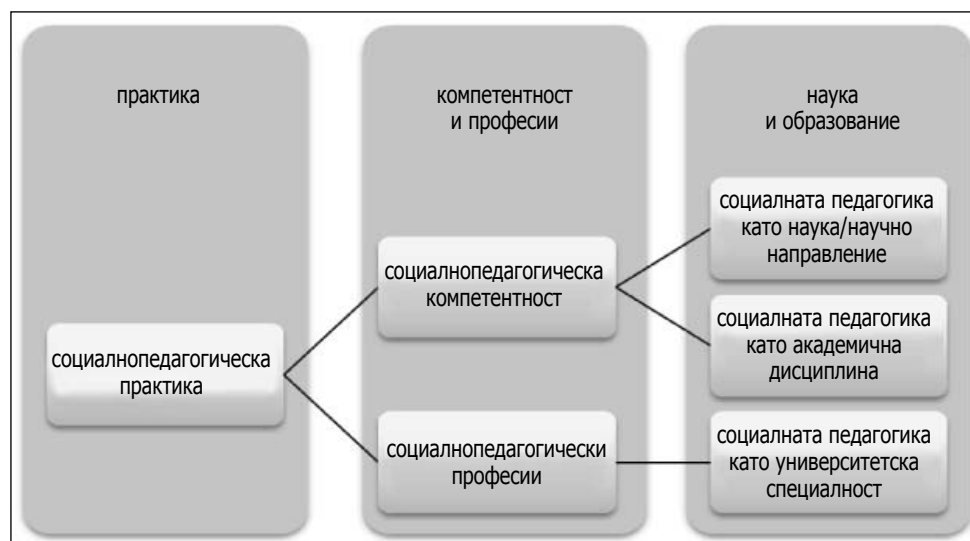 практика
социалнопедагогическа
практика
компетентност
и професии
социалнопедагогическа
компетентност
социалнопедагогически
професии
наука
и образование
социалната педагогика
като наука/научно
направление
социалната педагогика
като академична
дисциплина
социалната педагогика
като университетска
специалност